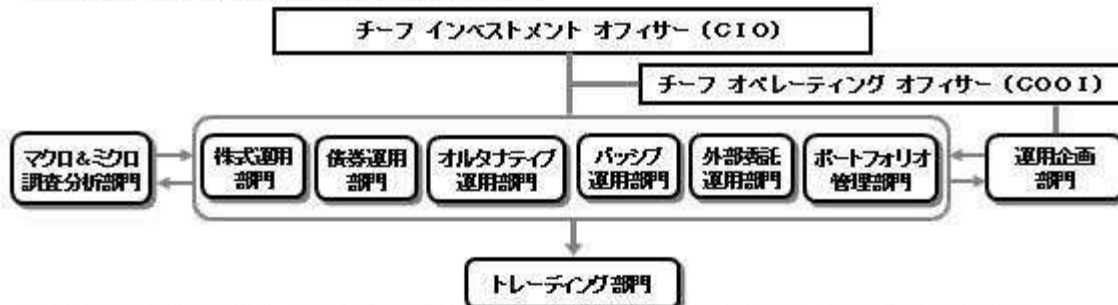 チーフ インベストメント オフィサー（CIO）
チーフ オペレーティング オフィサー（COOI）
マクロ＆ミクロ
調査分析部門
株式運用
部門
債券運用
部門
オルタナティブ
運用部門
パッシブ
運用部門
外部委託
運用部門
ポートフォリオ
管理部門
運用企画
部門
トレーディング部門